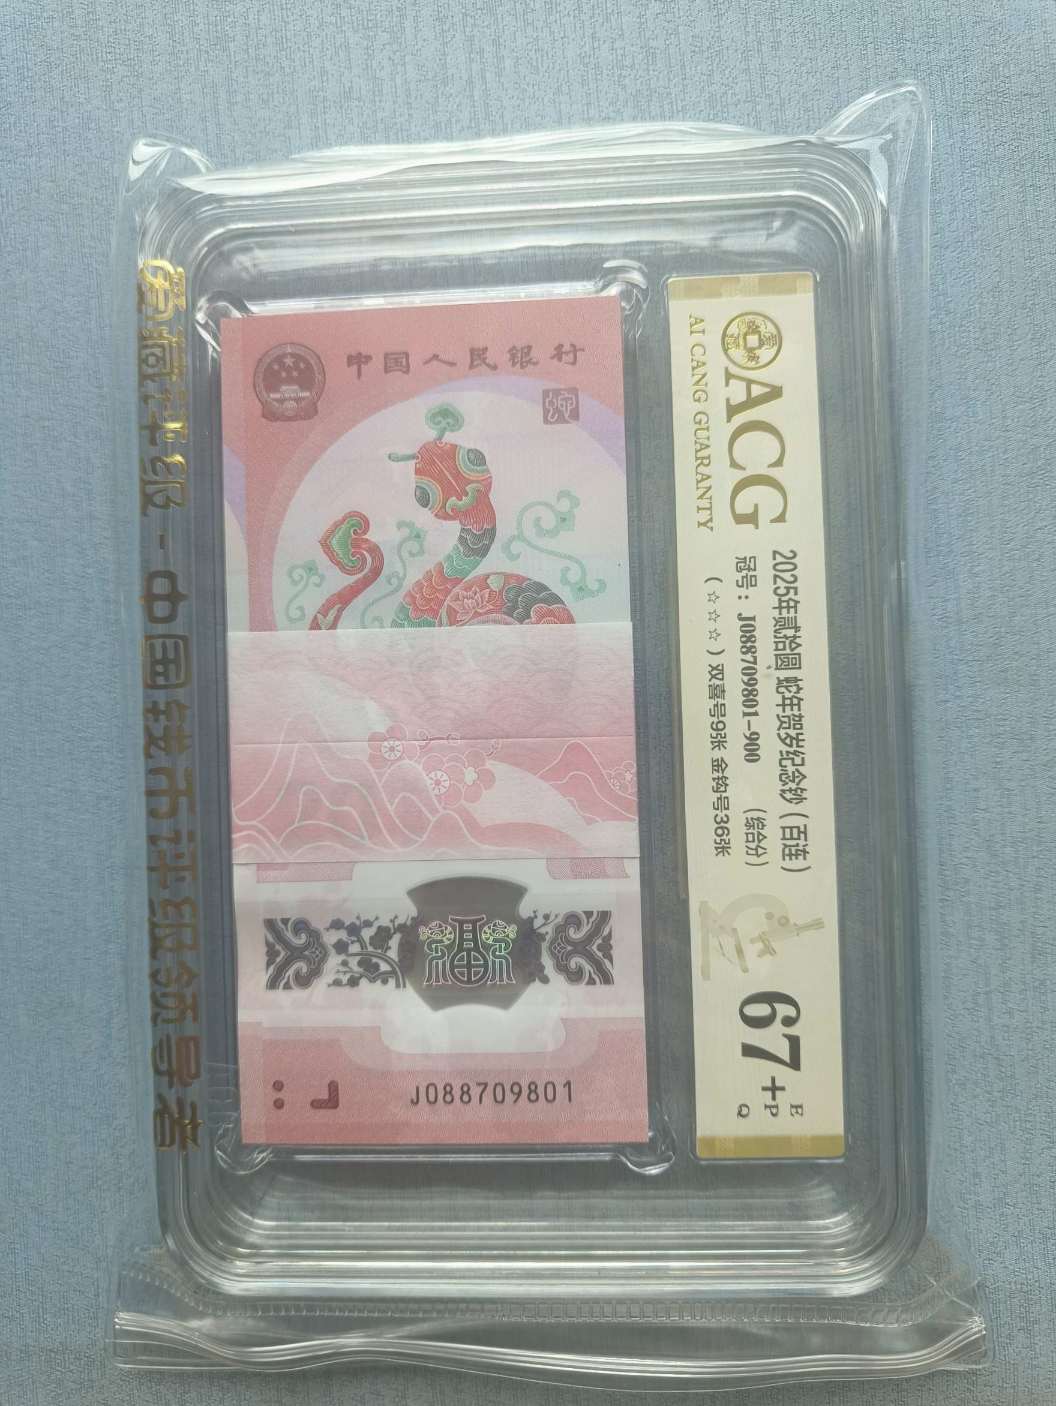 爱藏评级-中国钱币评级领导者
中国人民银行
J088709801
ACG
AI CANG GUARANTY
2025年贰拾圆 蛇年贺岁纪念钞（百连）
冠号：J088709801-900 （综合分）
（☆☆☆）双喜号9张 金钩号36张
67+
E
P
Q